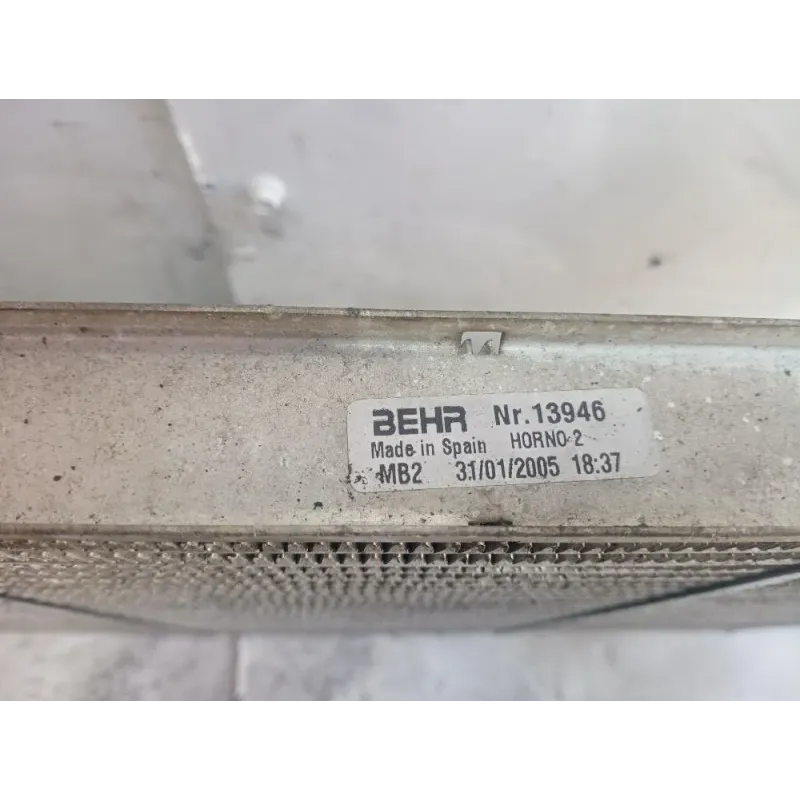 BEHR Nr.13946
Made in Spain HORNO-2
MB2 31/01/2005 18:37